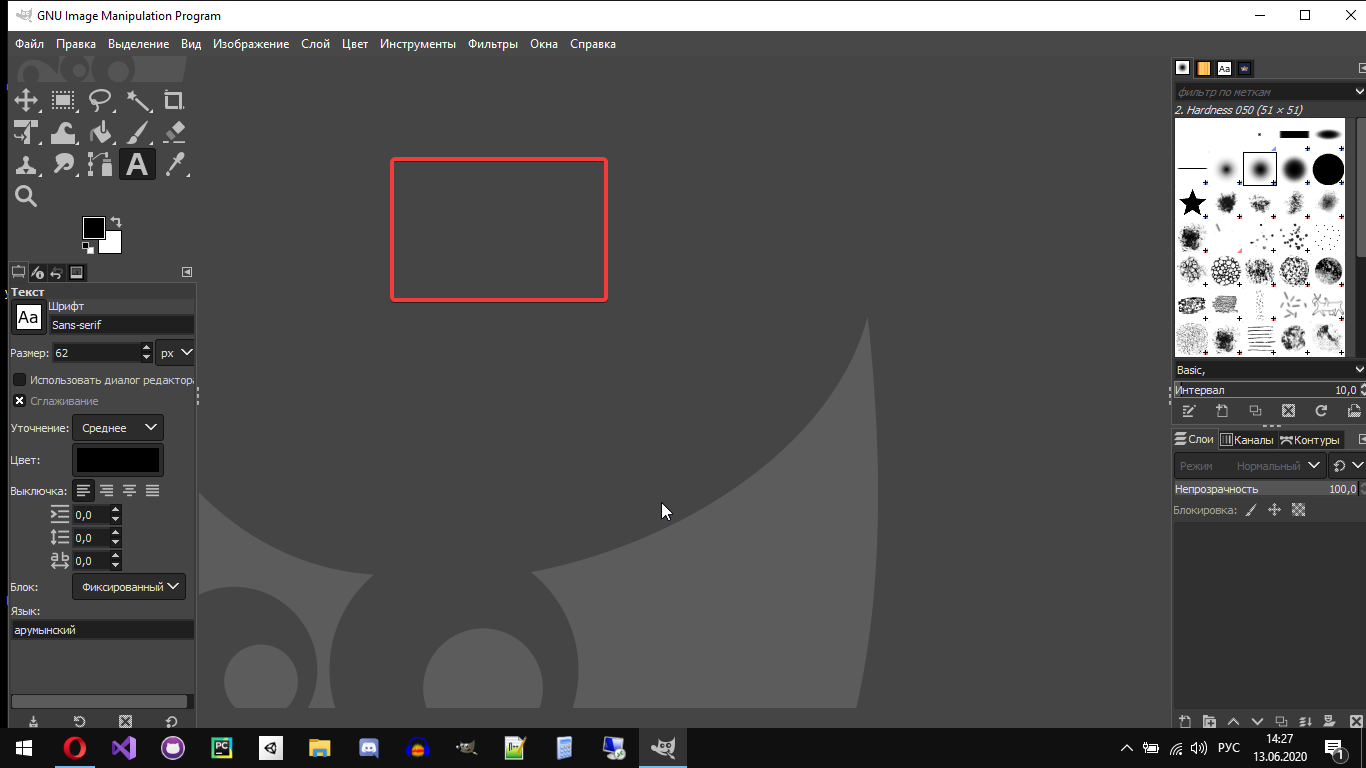 GNU Image Manipulation Program
Файл Правка Выделение Вид Изображение Слой Цвет Инструменты Фильтры Окна Справка
фильтр по меткам
2. Hardness 050 (51 × 51)
Текст
Шрифт
Aa Sans-serif
Размер: 62 px
Использовать диалог редактора
Сглаживание
Уточнение: Среднее
Цвет:
Выключка:
0,0
0,0
0,0
Блок: Фиксированный
Язык:
арумынский
Basic,
Интервал 10,0
Слои Каналы Контуры
Режим Нормальный
Непрозрачность 100,0
Блокировка:
РУС
14:27
13.06.2020
1